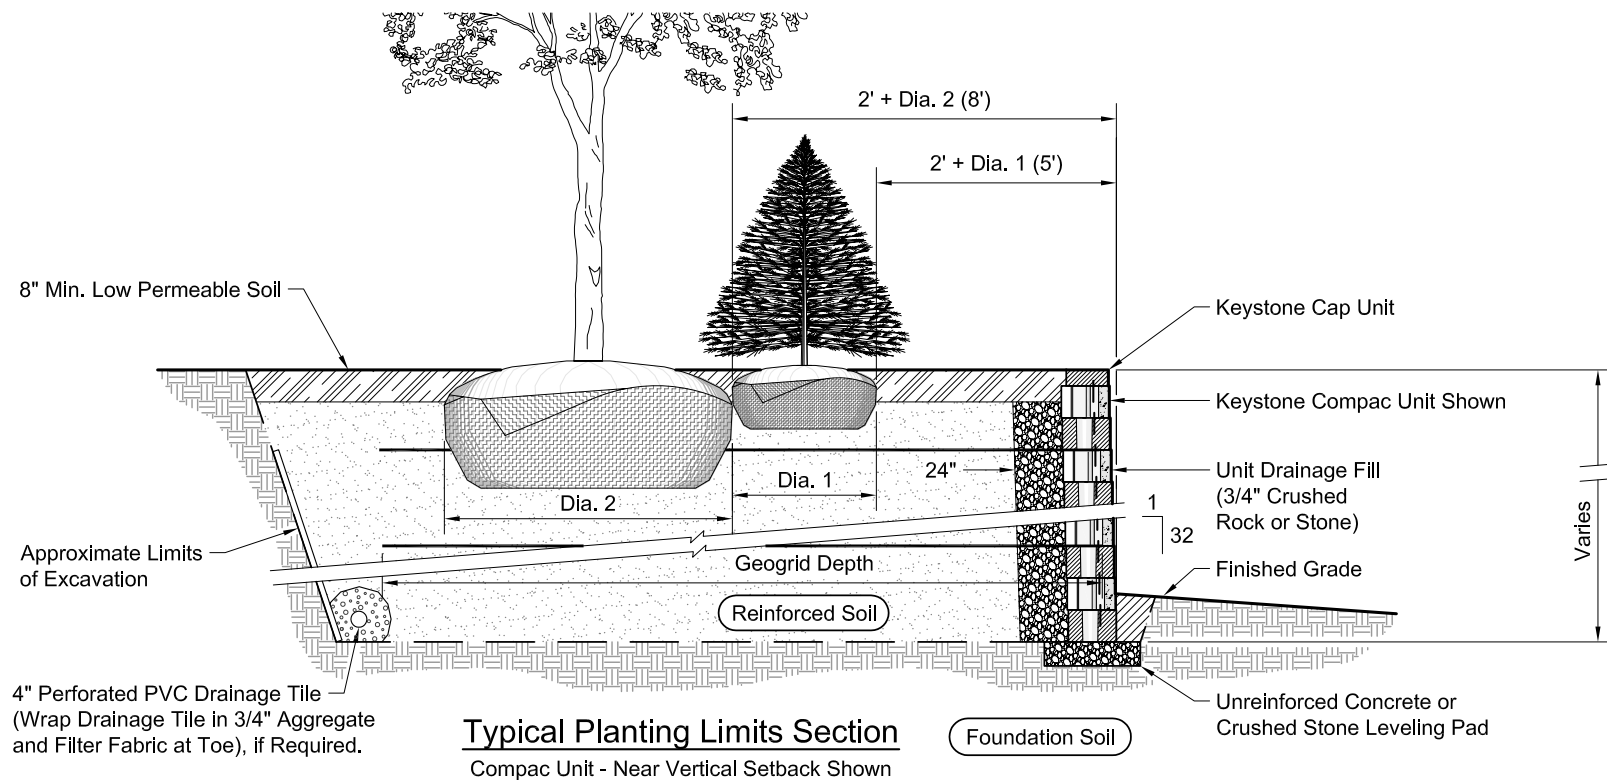 2' + Dia. 2 (8')
2' + Dia. 1 (5')
8" Min. Low Permeable Soil
Keystone Cap Unit
Keystone Compac Unit Shown
24"
Unit Drainage Fill
(3/4" Crushed
Rock or Stone)
Dia. 1
Dia. 2
1
32
Varies
Approximate Limits
of Excavation
Geogrid Depth
Finished Grade
Reinforced Soil
4" Perforated PVC Drainage Tile
(Wrap Drainage Tile in 3/4" Aggregate
and Filter Fabric at Toe), if Required.
Unreinforced Concrete or
Crushed Stone Leveling Pad
Typical Planting Limits Section
Foundation Soil
Compac Unit - Near Vertical Setback Shown